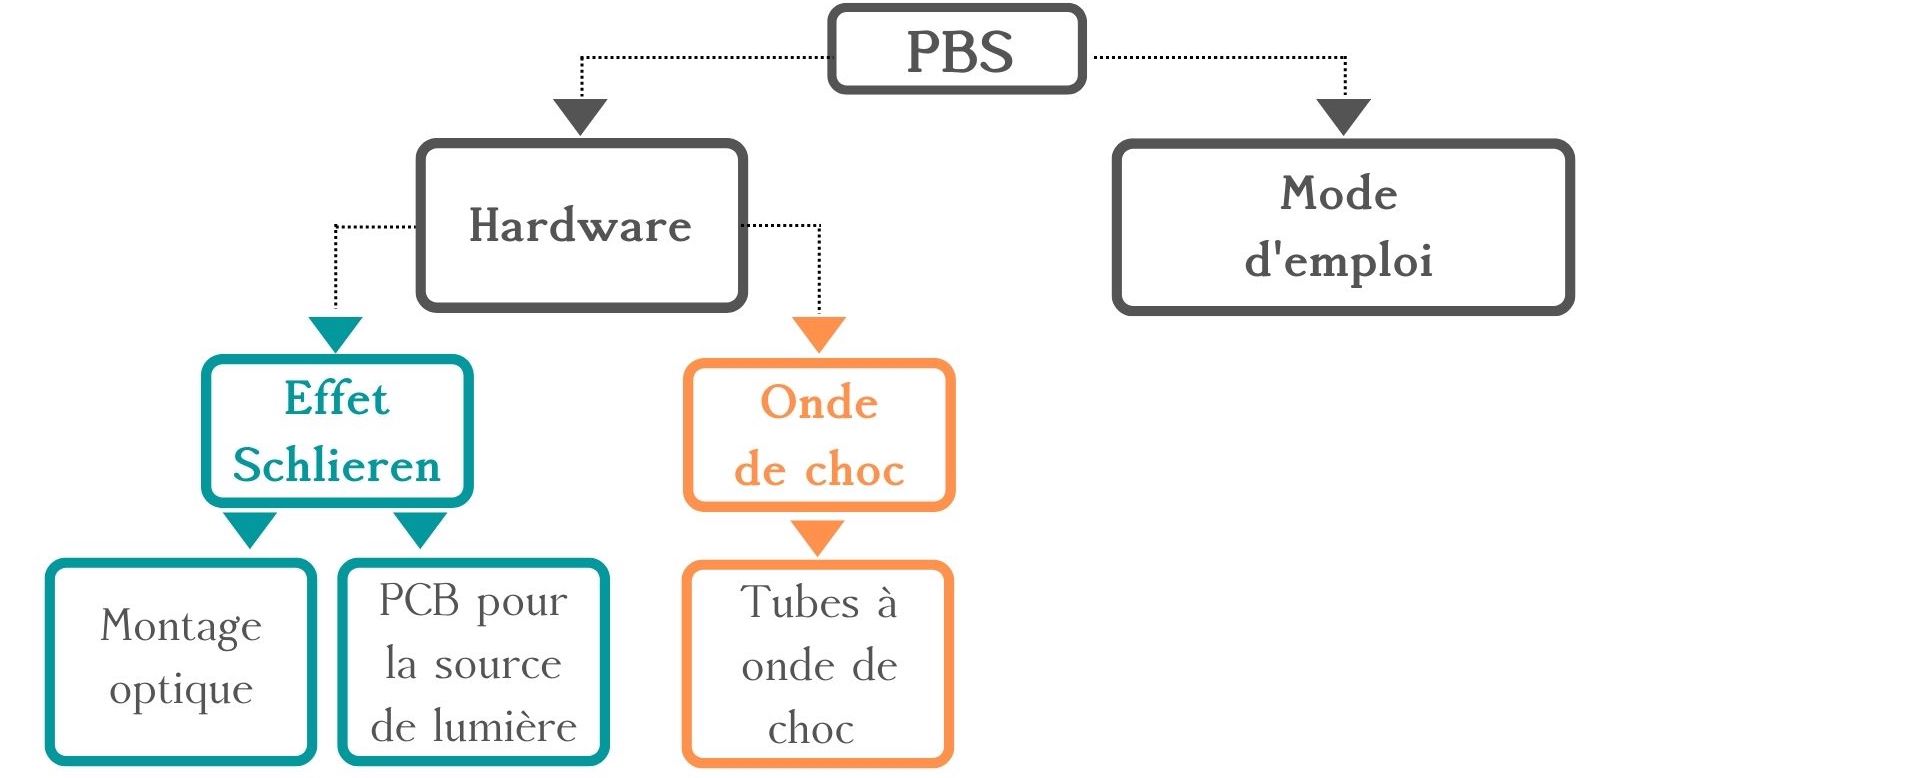 PBS
Hardware
Mode
d'emploi
Effet
Schlieren
Onde
de choc
Montage
optique
PCB pour
la source
de lumière
Tubes à
onde de
choc